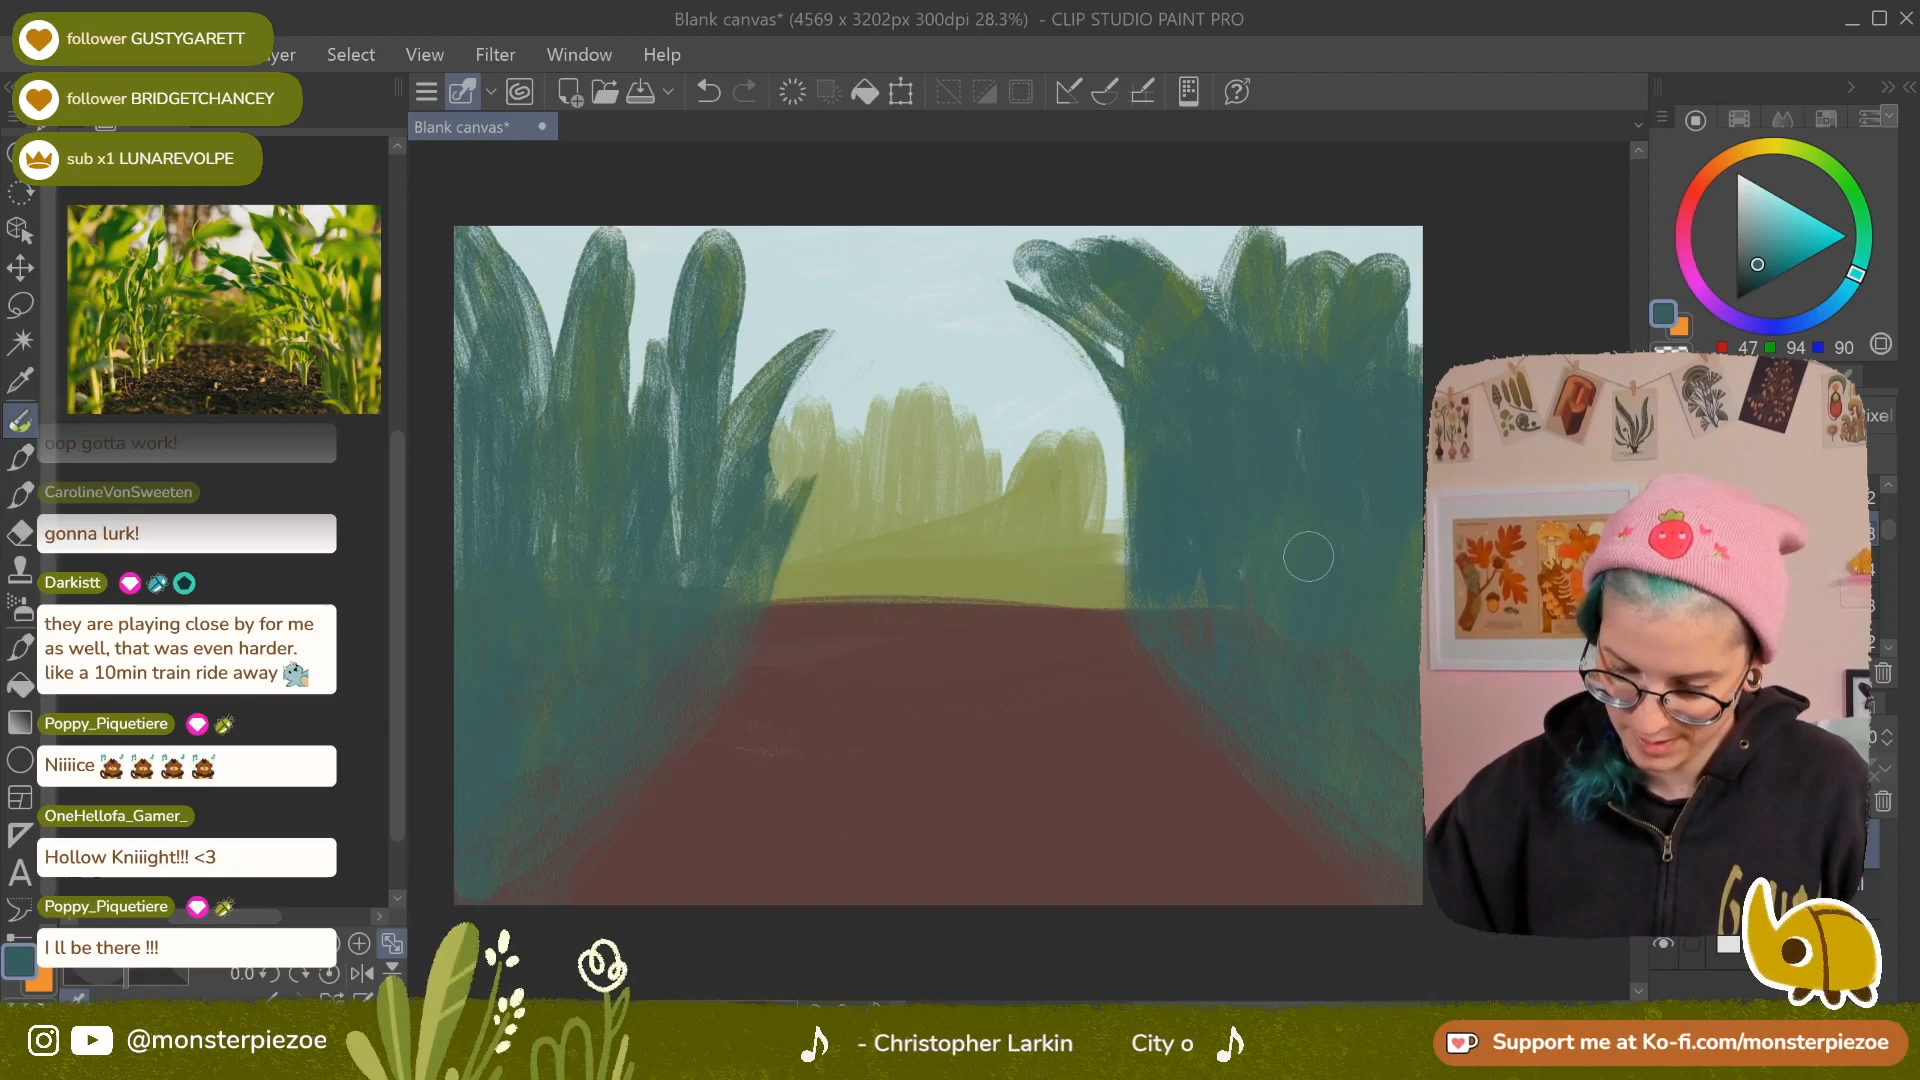 Blank canvas* (4569 x 3202px 300dpi 28.3%) - CLIP STUDIO PAINT PRO
follower GUSTYGARETT
Select View Filter Window Help
follower BRIDGETCHANCEY
Blank canvas*
sub x1 LUNAREVOLPE
47 94 90
oop gotta work!
CarolineVonSweeten
gonna lurk!
Darkistt
they are playing close by for me
as well, that was even harder.
like a 10min train ride away
Poppy_Piquetiere
Niiiice
OneHellofa_Gamer_
Hollow Kniiight!!! <3
Poppy_Piquetiere
I ll be there !!!
0.0
@monsterpiezoe
- Christopher Larkin
City o
Support me at Ko-fi.com/monsterpiezoe